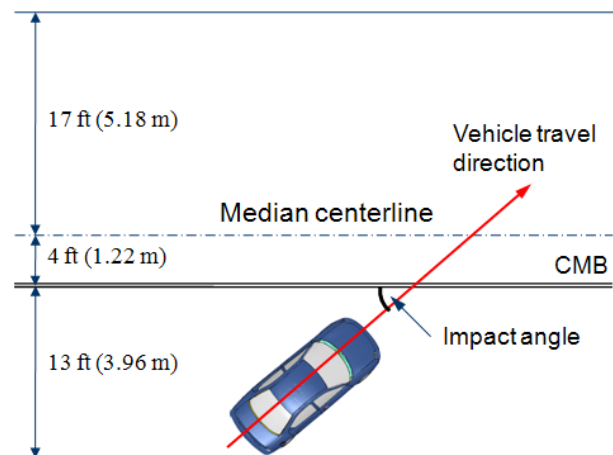 17 ft (5.18 m)
Vehicle travel
direction
Median centerline
4 ft (1.22 m)
CMB
13 ft (3.96 m)
Impact angle